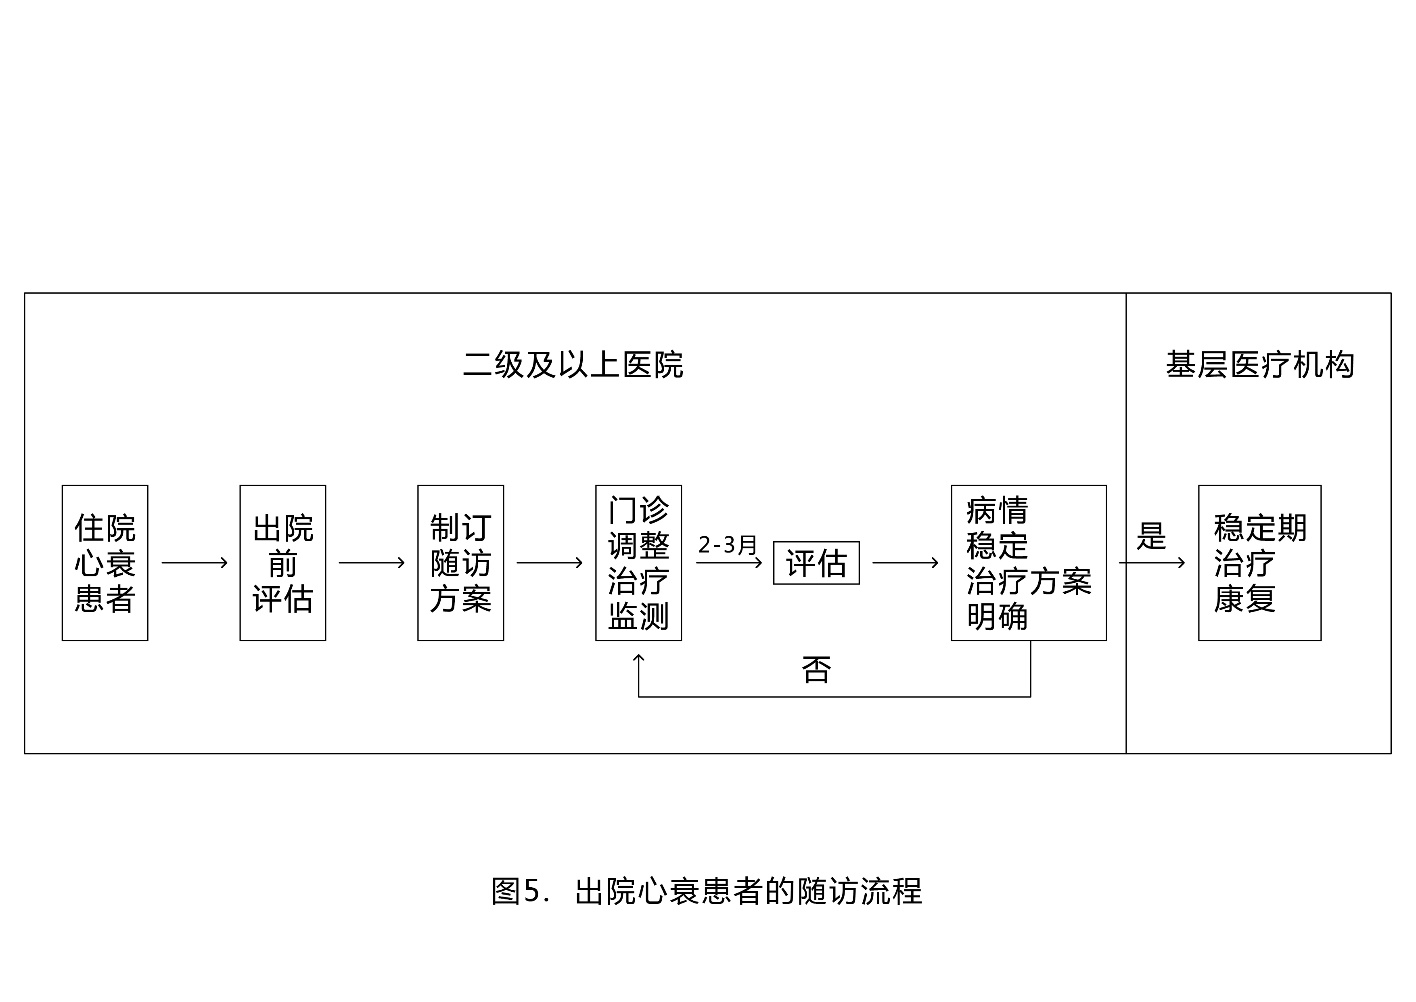 二级及以上医院
基层医疗机构
住院
心衰
患者
出院
前
评估
制订
随访
方案
门诊
调整
治疗
监测
2-3月
评估
病情
稳定
治疗方案
明确
是
稳定期
治疗
康复
否
图5. 出院心衰患者的随访流程